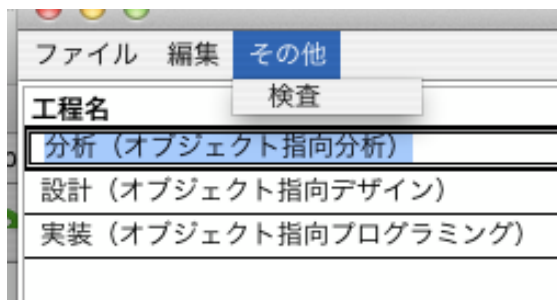 ファイル 編集 その他
検査
工程名
分析（オブジェクト指向分析）
設計（オブジェクト指向デザイン）
実装（オブジェクト指向プログラミング）